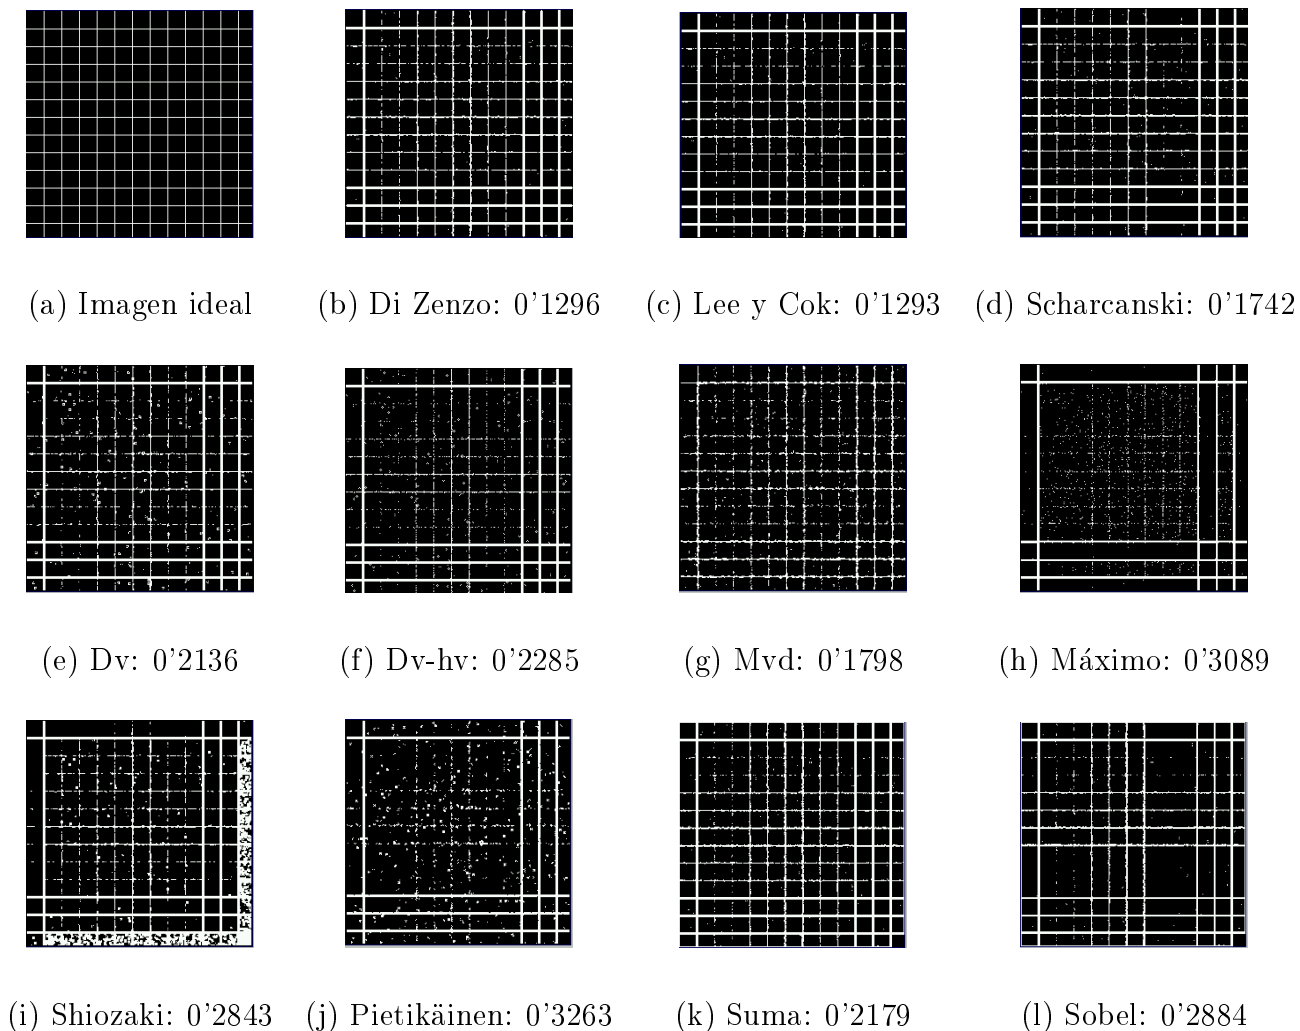 (a) Imagen ideal
(b) Di Zenzo: 0'1296
(c) Lee y Cok: 0'1293
(d) Scharcanski: 0'1742
(e) Dv: 0'2136
(f) Dv-hv: 0'2285
(g) Mvd: 0'1798
(h) Máximo: 0'3089
(i) Shiozaki: 0'2843
(j) Pietikäinen: 0'3263
(k) Suma: 0'2179
(l) Sobel: 0'2884